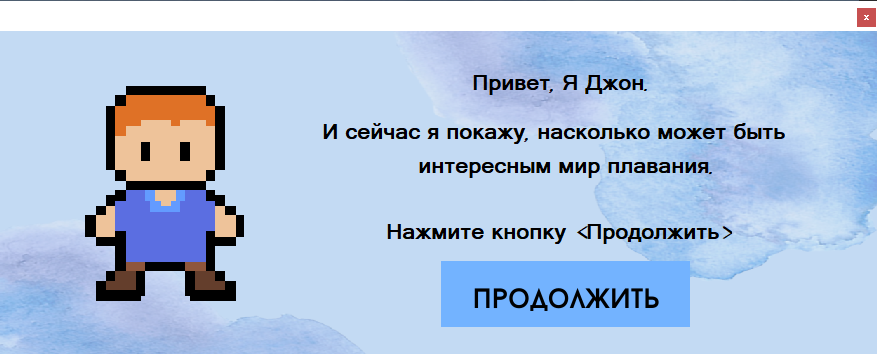 x
Привет, Я Джон.
И сейчас я покажу, насколько может быть
интересным мир плавания.
Нажмите кнопку <Продолжить>
ПРОДОЛЖИТЬ